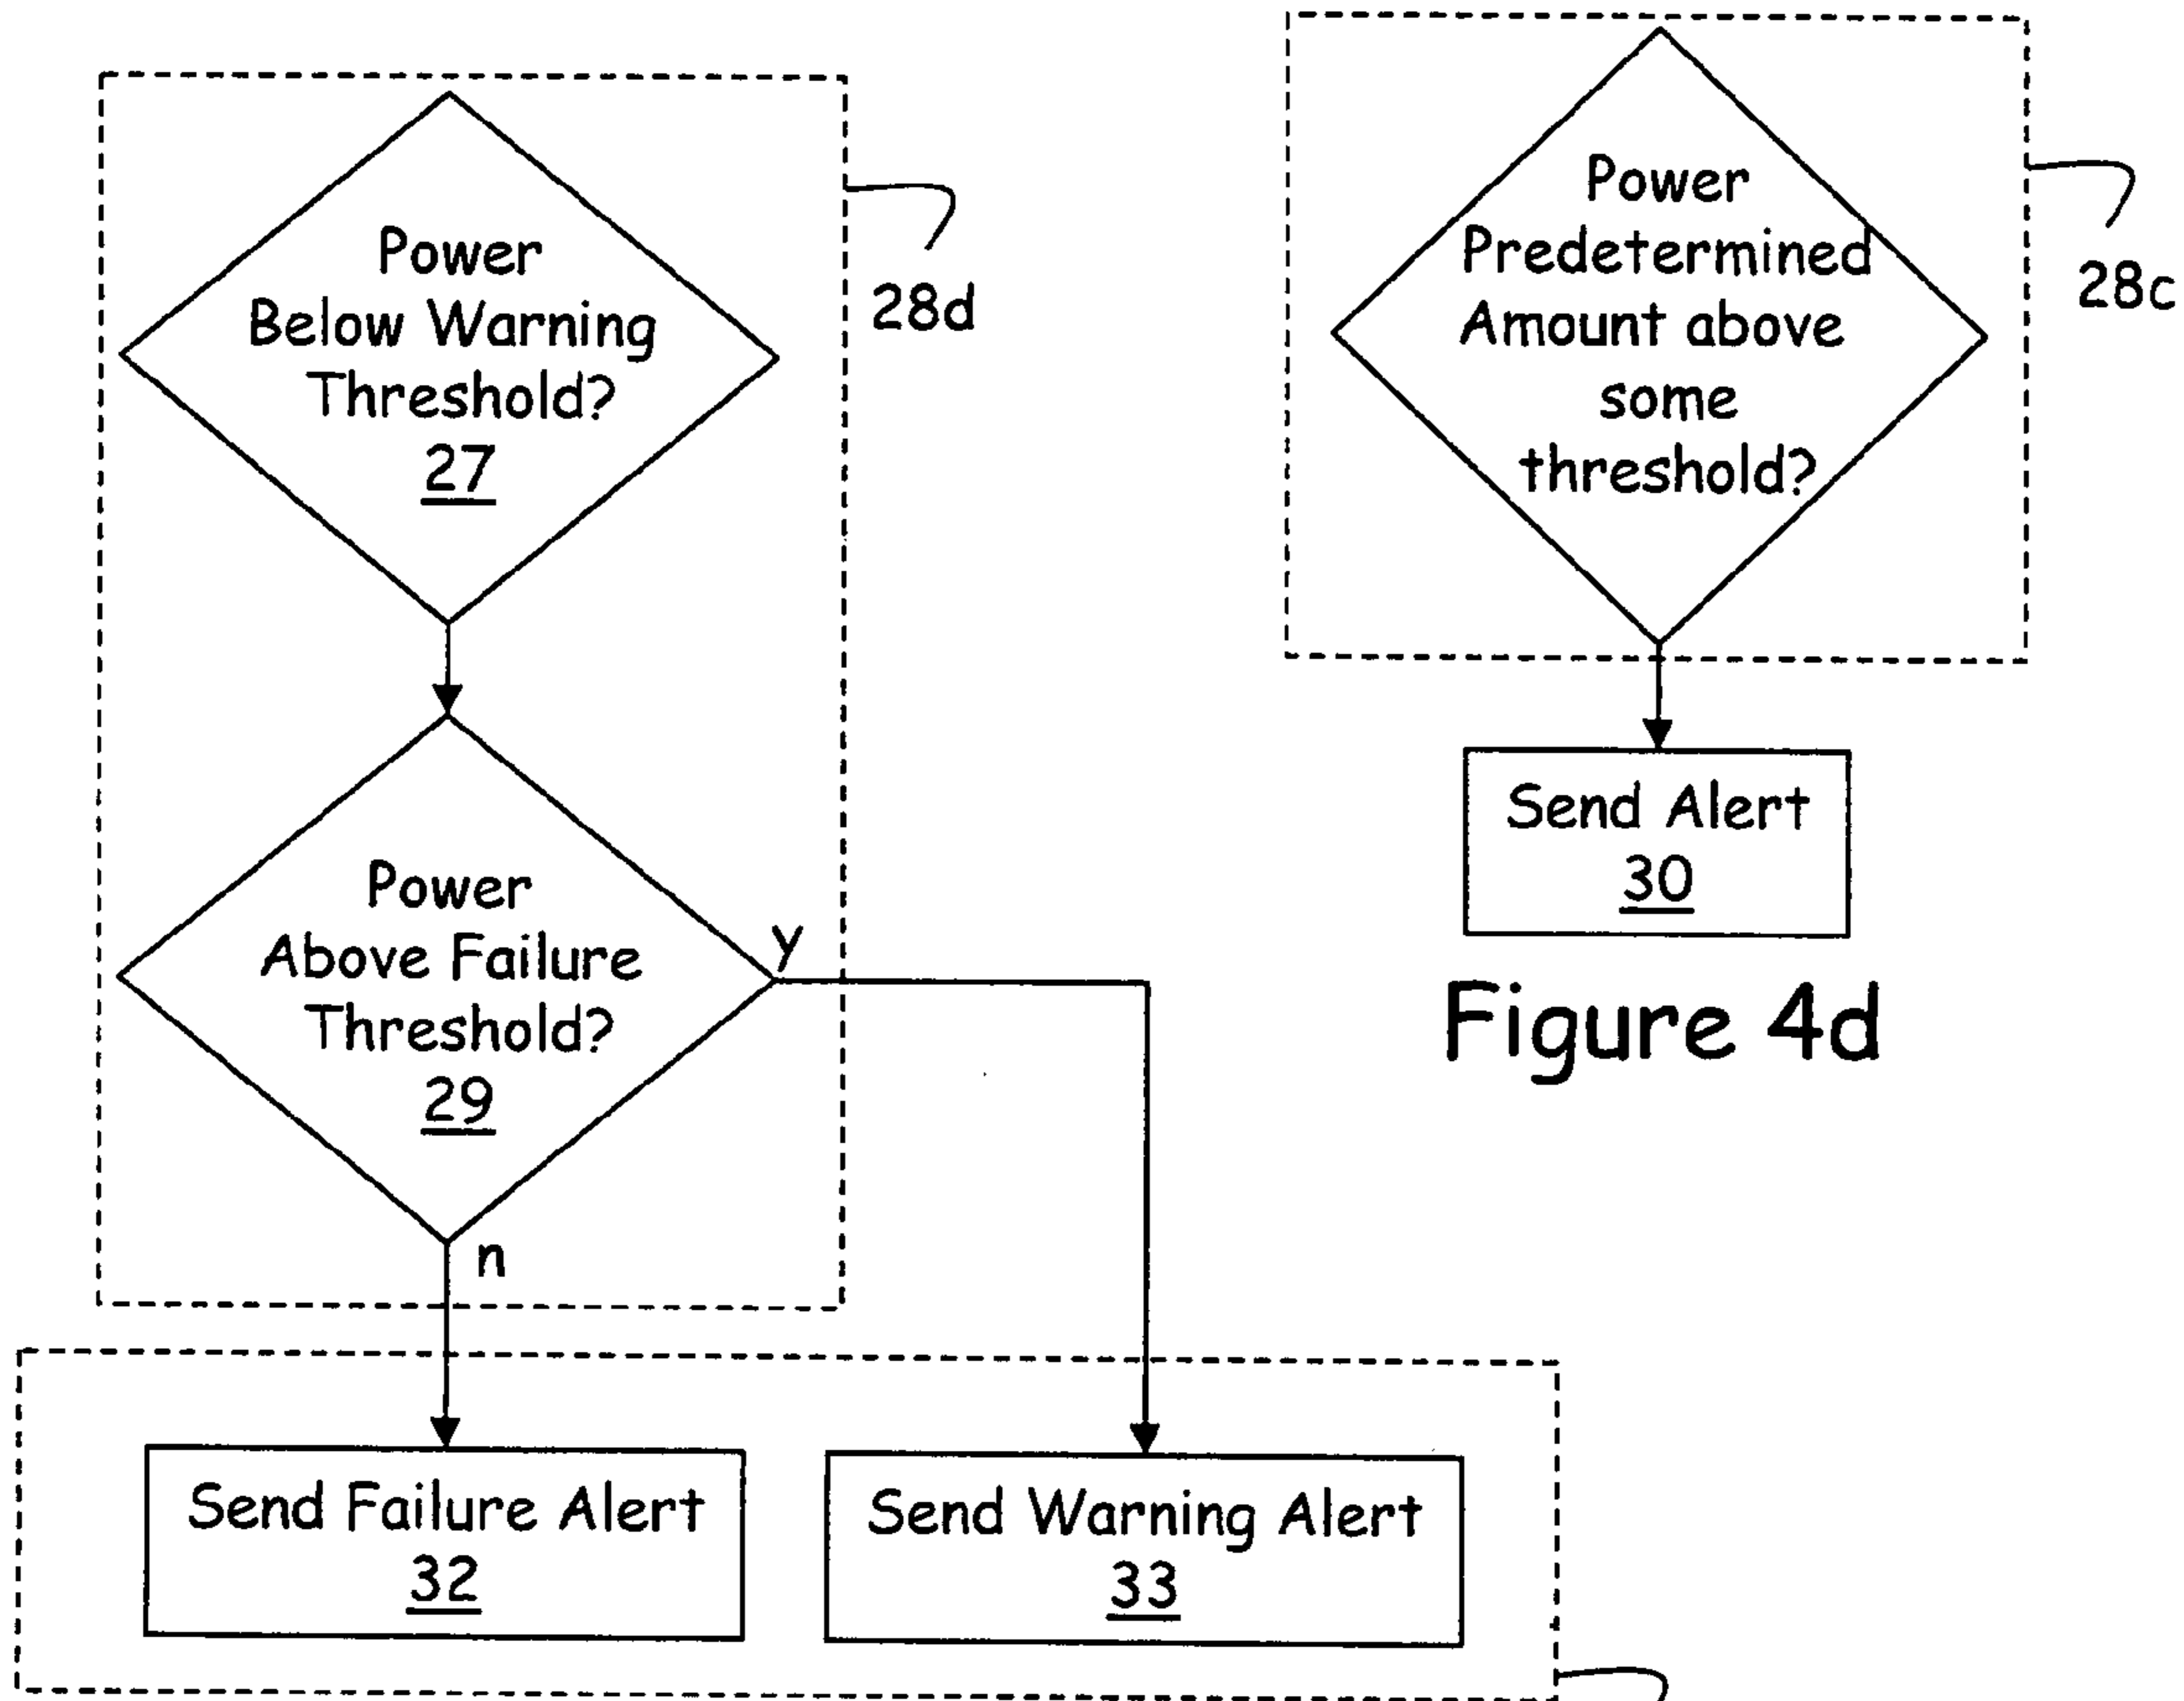 Power
Below Warning
Threshold?
27
28d
Power
Above Failure
Threshold?
29
y
n
Send Failure Alert
32
Send Warning Alert
33
Power
Predetermined
Amount above
some
threshold?
28c
Send Alert
30
Figure 4d